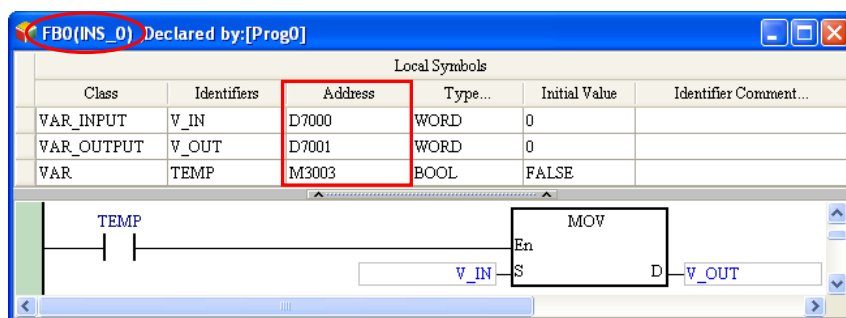 FB0(INS_0) Declared by:[Prog0]
Local Symbols
Class Identifiers Address Type... Initial Value Identifier Comment...
VAR_INPUT V_IN D7000 WORD 0
VAR_OUTPUT V_OUT D7001 WORD 0
VAR TEMP M3003 BOOL FALSE
TEMP MOV
En
V_IN S D V_OUT